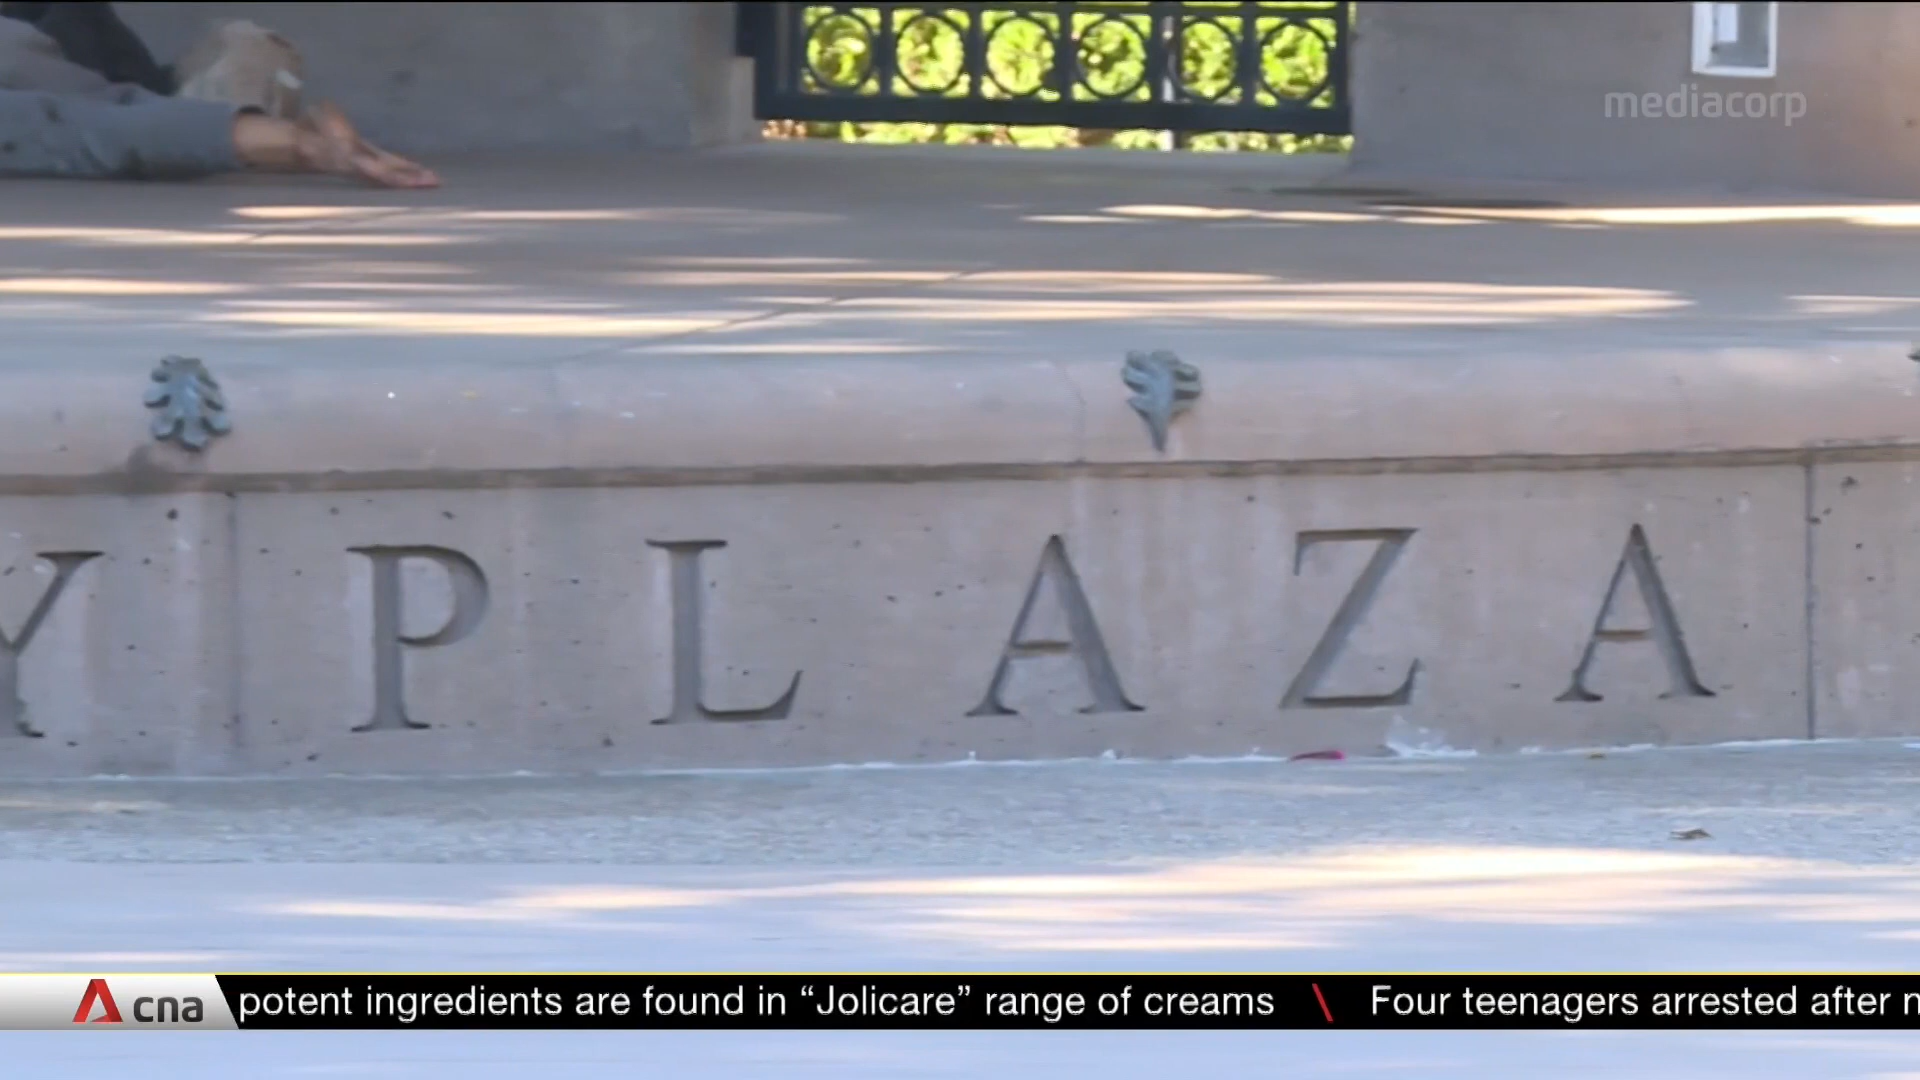 mediacorp
Y PLAZA
cna potent ingredients are found in “Jolicare” range of creams \ Four teenagers arrested after